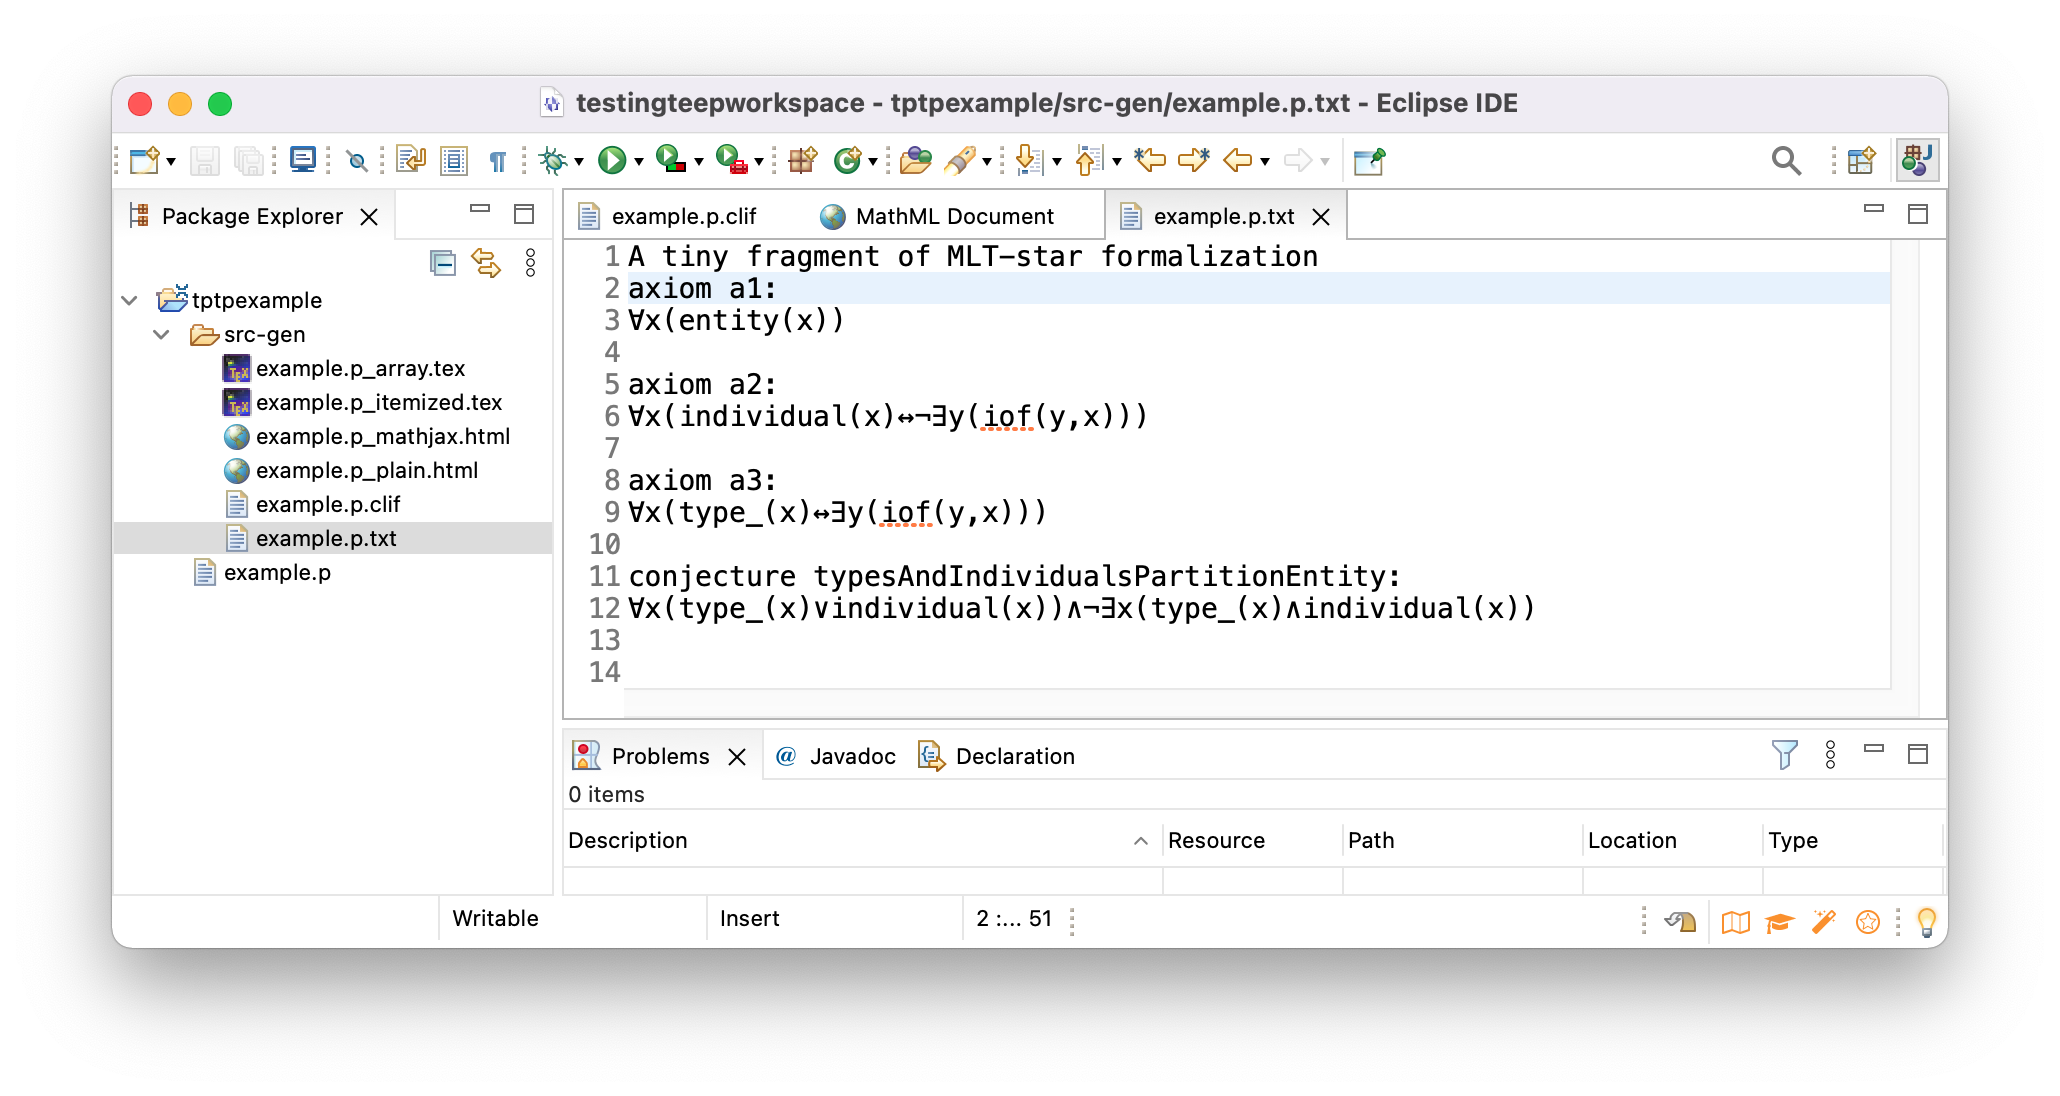 testingteepworkspace - tptpexample/src-gen/example.p.txt - Eclipse IDE
Package Explorer
tptpexample
src-gen
example.p_array.tex
example.p_itemized.tex
example.p_mathjax.html
example.p_plain.html
example.p.clif
example.p.txt
example.p
example.p.clif MathML Document example.p.txt
1 A tiny fragment of MLT-star formalization
2 axiom a1:
3 ∀x(entity(x))
4
5 axiom a2:
6 ∀x(individual(x)↔¬∃y(iof(y,x)))
7
8 axiom a3:
9 ∀x(type_(x)↔∃y(iof(y,x)))
10
11 conjecture typesAndIndividualsPartitionEntity:
12 ∀x(type_(x)∨individual(x))∧¬∃x(type_(x)∧individual(x))
13
14
Problems @ Javadoc Declaration
0 items
Description Resource Path Location Type
Writable Insert 2 :... 51